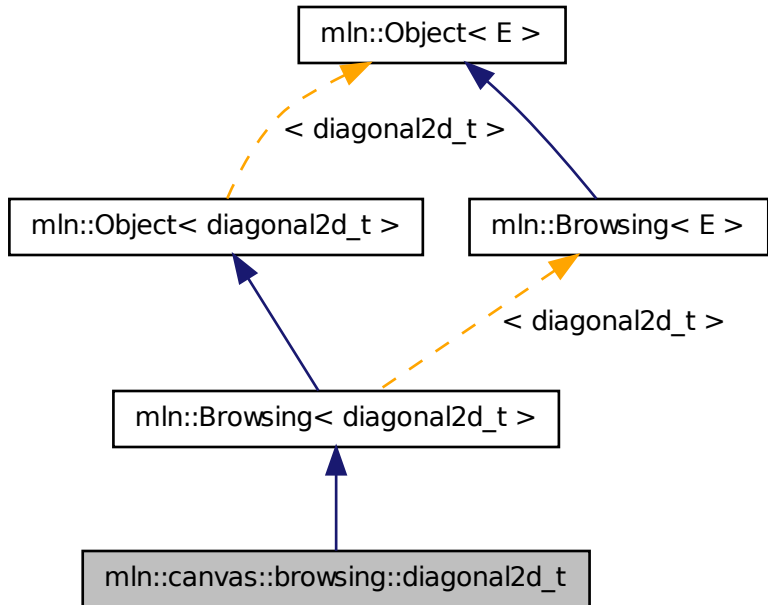 mln::Object< E >
< diagonal2d_t >
mln::Object< diagonal2d_t >
mln::Browsing< E >
< diagonal2d_t >
mln::Browsing< diagonal2d_t >
mln::canvas::browsing::diagonal2d_t